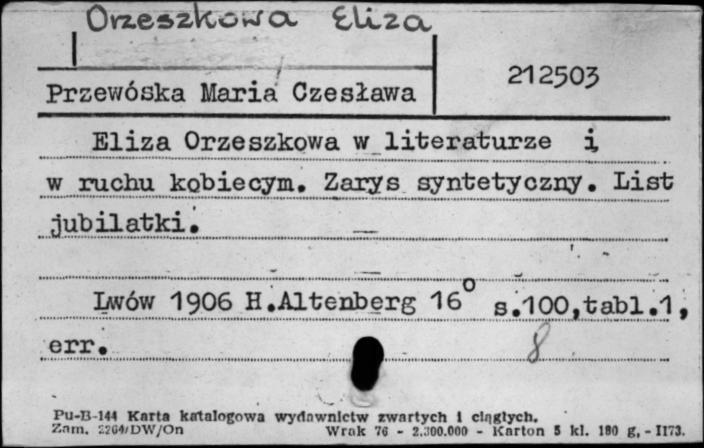 Orzeszkowa Eliza
212503
Przewóska Maria Czesława
Eliza Orzeszkowa w literaturze i
w ruchu kobiecym. Zarys syntetyczny. List
jubilatki.
Lwów 1906 H.Altenberg 16° s.100,tabl.1,
err.
8
Pu-B-144 Karta katalogowa wydawnictw zwartych i ciągłych.
Zam. 2264/DW/On Wrak 76 - 2.300.000 - Karton 5 kl. 180 g, - II73.